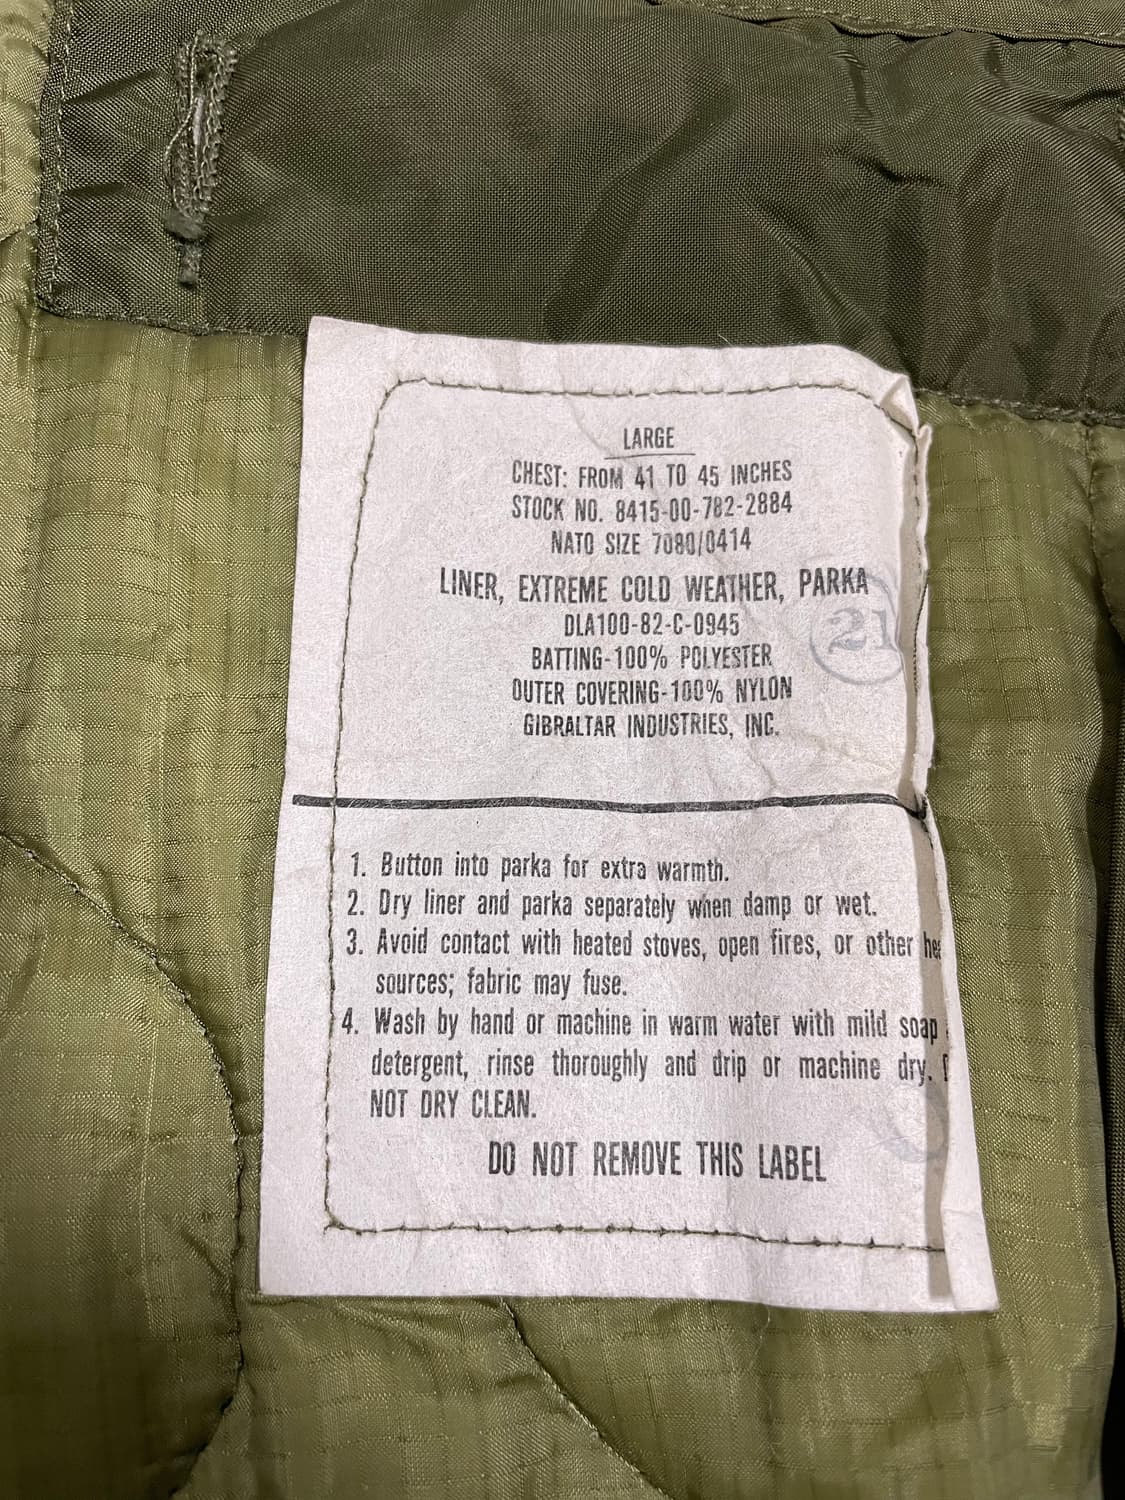 LARGE
CHEST: FROM 41 TO 45 INCHES
STOCK NO. 8415-00-782-2884
NATO SIZE 7080/0414
LINER, EXTREME COLD WEATHER, PARKA
DLA100-82-C-0945
21
BATTING-100% POLYESTER
OUTER COVERING-100% NYLON
GIBRALTAR INDUSTRIES, INC.
1. Button into parka for extra warmth.
2. Dry liner and parka separately when damp or wet.
3. Avoid contact with heated stoves, open fires, or other
sources; fabric may fuse.
4. Wash by hand or machine in warm water with mild soap
detergent, rinse thoroughly and drip or machine dry.
NOT DRY CLEAN.
DO NOT REMOVE THIS LABEL